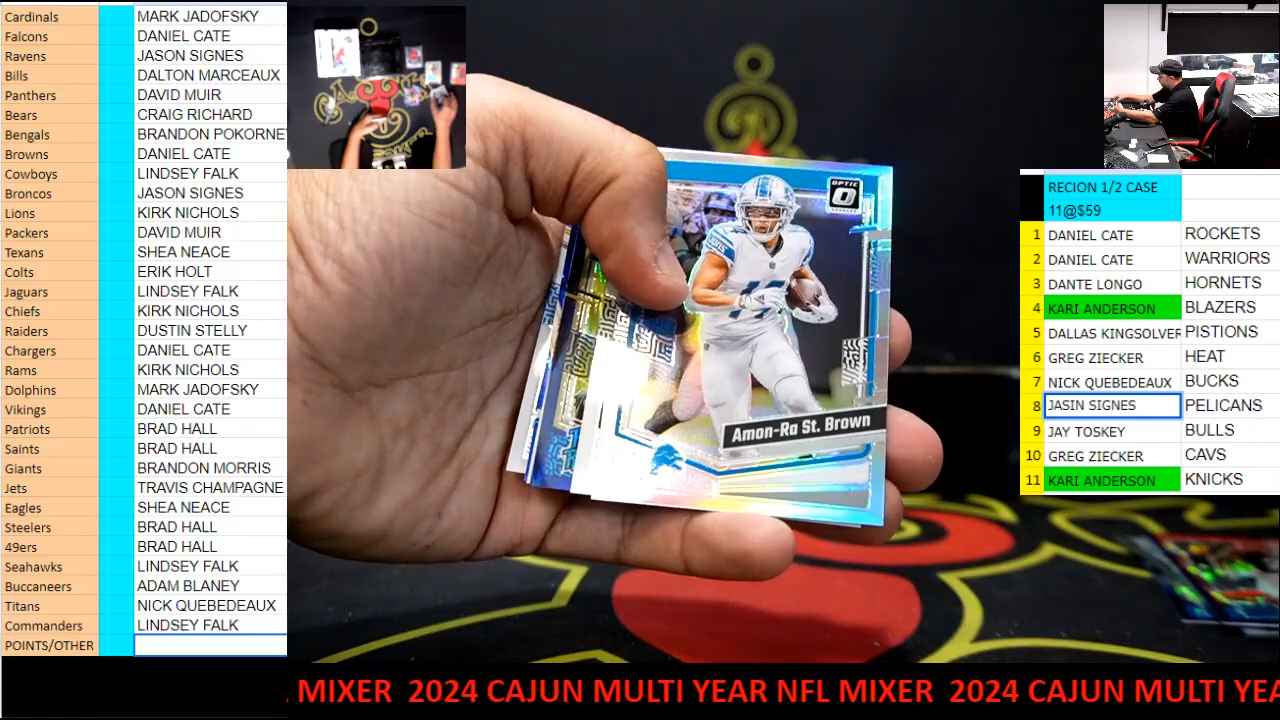 Cardinals MARK JADOFSKY
Falcons DANIEL CATE
Ravens JASON SIGNES
Bills DALTON MARCEAUX
Panthers DAVID MUIR
Bears CRAIG RICHARD
Bengals BRANDON POKORNEY
Browns DANIEL CATE
Cowboys LINDSEY FALK
Broncos JASON SIGNES
Lions KIRK NICHOLS
Packers DAVID MUIR
Texans SHEA NEACE
Colts ERIK HOLT
Jaguars LINDSEY FALK
Chiefs KIRK NICHOLS
Raiders DUSTIN STELLY
Chargers DANIEL CATE
Rams KIRK NICHOLS
Dolphins MARK JADOFSKY
Vikings DANIEL CATE
Patriots BRAD HALL
Saints BRAD HALL
Giants BRANDON MORRIS
Jets TRAVIS CHAMPAGNE
Eagles SHEA NEACE
Steelers BRAD HALL
49ers BRAD HALL
Seahawks LINDSEY FALK
Buccaneers ADAM BLANEY
Titans NICK QUEBEDEAUX
Commanders LINDSEY FALK
POINTS/OTHER
OPTIC
LIONS
Amon-Ra St. Brown
RECION 1/2 CASE
11@$59
1 DANIEL CATE ROCKETS
2 DANIEL CATE WARRIORS
3 DANTE LONGO HORNETS
4 KARI ANDERSON BLAZERS
5 DALLAS KINGSOLVER PISTIONS
6 GREG ZIECKER HEAT
7 NICK QUEBEDEAUX BUCKS
8 JASIN SIGNES PELICANS
9 JAY TOSKEY BULLS
10 GREG ZIECKER CAVS
11 KARI ANDERSON KNICKS
MIXER 2024 CAJUN MULTI YEAR NFL MIXER 2024 CAJUN MULTI YEA